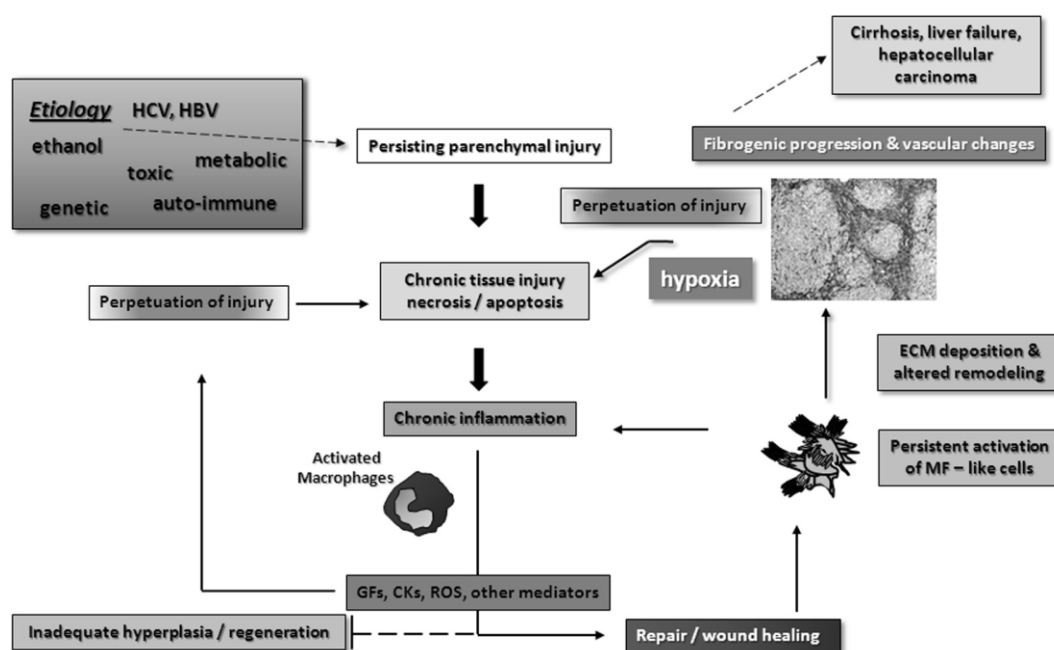 Cirrhosis, liver failure,
hepatocellular
carcinoma
Etiology HCV, HBV
ethanol
metabolic
toxic
genetic
auto-immune
Persisting parenchymal injury
Fibrogenic progression & vascular changes
Perpetuation of injury
hypoxia
Chronic tissue injury
necrosis / apoptosis
Perpetuation of injury
ECM deposition &
altered remodeling
Chronic inflammation
Persistent activation
of MF – like cells
Activated
Macrophages
GFs, CKs, ROS, other mediators
Inadequate hyperplasia / regeneration
Repair / wound healing